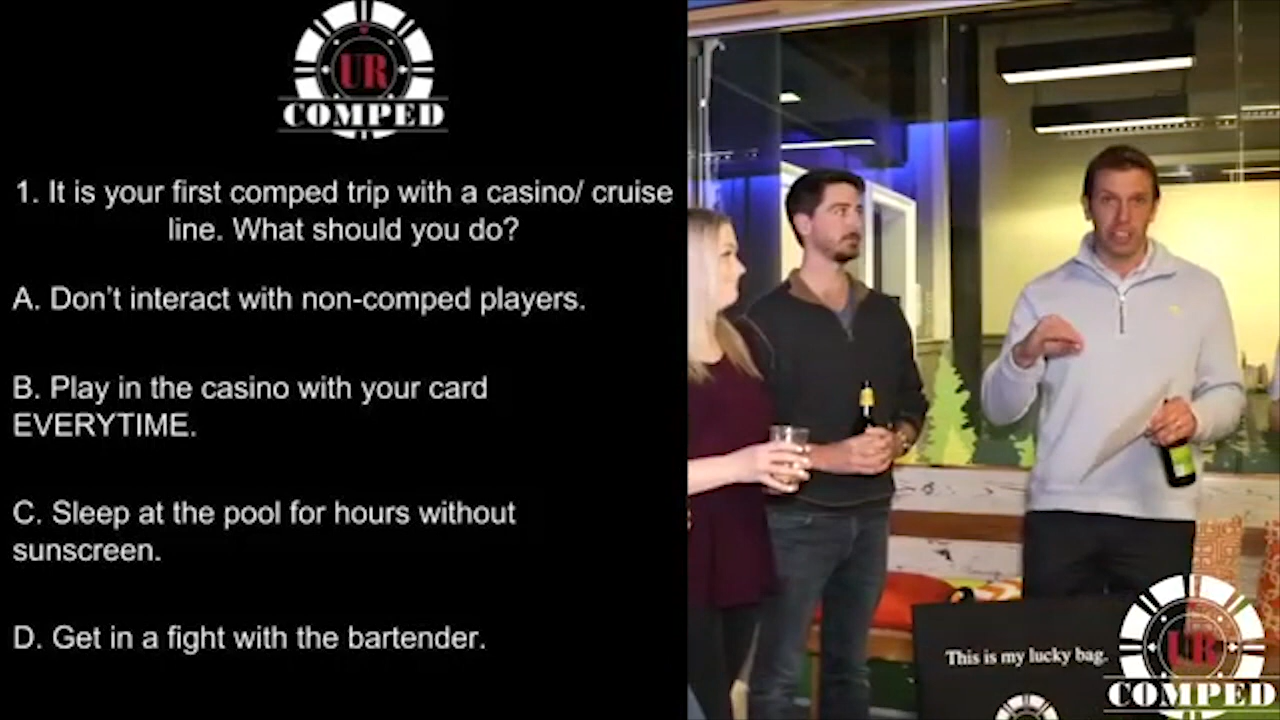 UR
COMPED
1. It is your first comped trip with a casino/ cruise
line. What should you do?
A. Don't interact with non-comped players.
B. Play in the casino with your card
EVERYTIME.
C. Sleep at the pool for hours without
sunscreen.
D. Get in a fight with the bartender.
This is my lucky bag.
UR
COMPED